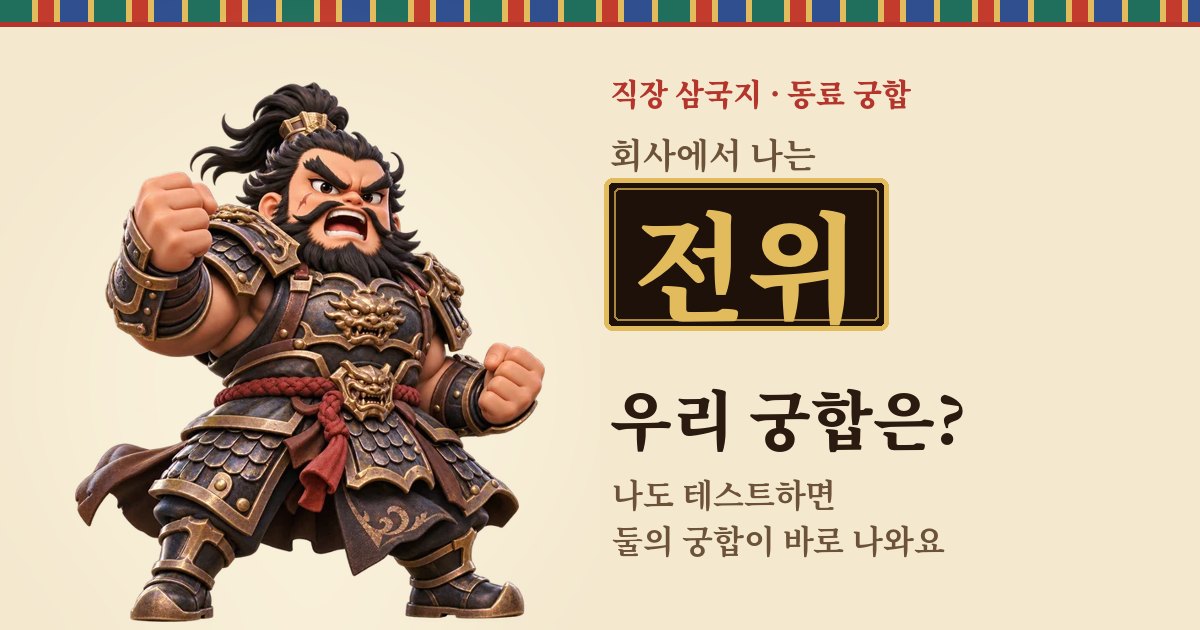 직장 삼국지 · 동료 궁합
회사에서 나는
전위
우리 궁합은?
나도 테스트하면
둘의 궁합이 바로 나와요